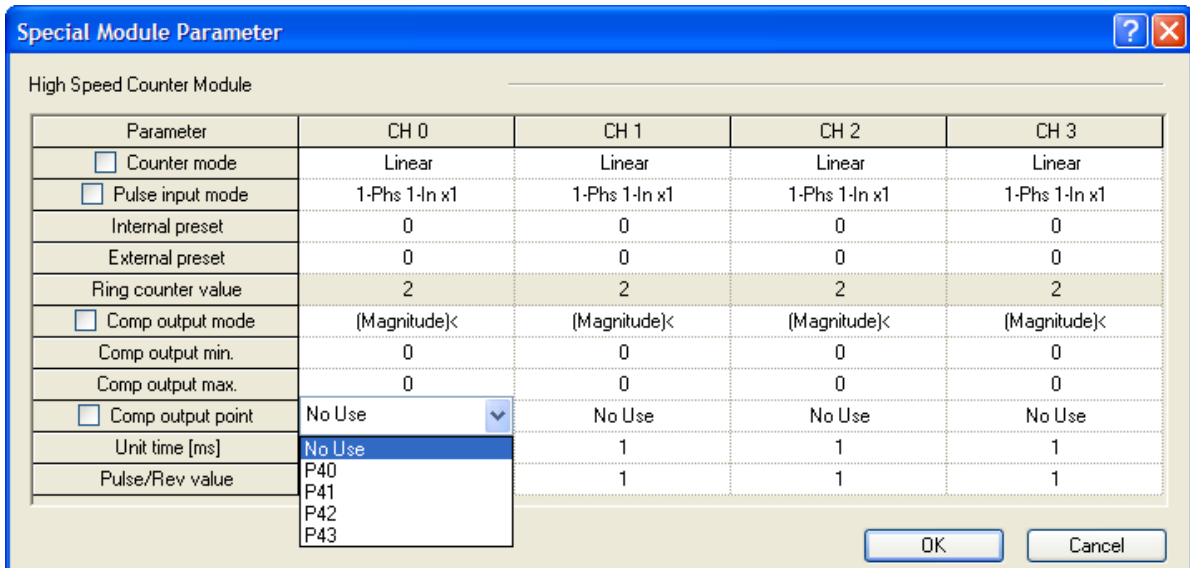 Special Module Parameter
High Speed Counter Module
Parameter CH 0 CH 1 CH 2 CH 3
Counter mode Linear Linear Linear Linear
Pulse input mode 1-Phs 1-In x1 1-Phs 1-In x1 1-Phs 1-In x1 1-Phs 1-In x1
Internal preset 0 0 0 0
External preset 0 0 0 0
Ring counter value 2 2 2 2
Comp output mode (Magnitude)< (Magnitude)< (Magnitude)< (Magnitude)<
Comp output min. 0 0 0 0
Comp output max. 0 0 0 0
Comp output point No Use No Use No Use No Use
Unit time [ms] No Use 1 1 1
P40
Pulse/Rev value P41 1 1 1
P42
P43
OK Cancel